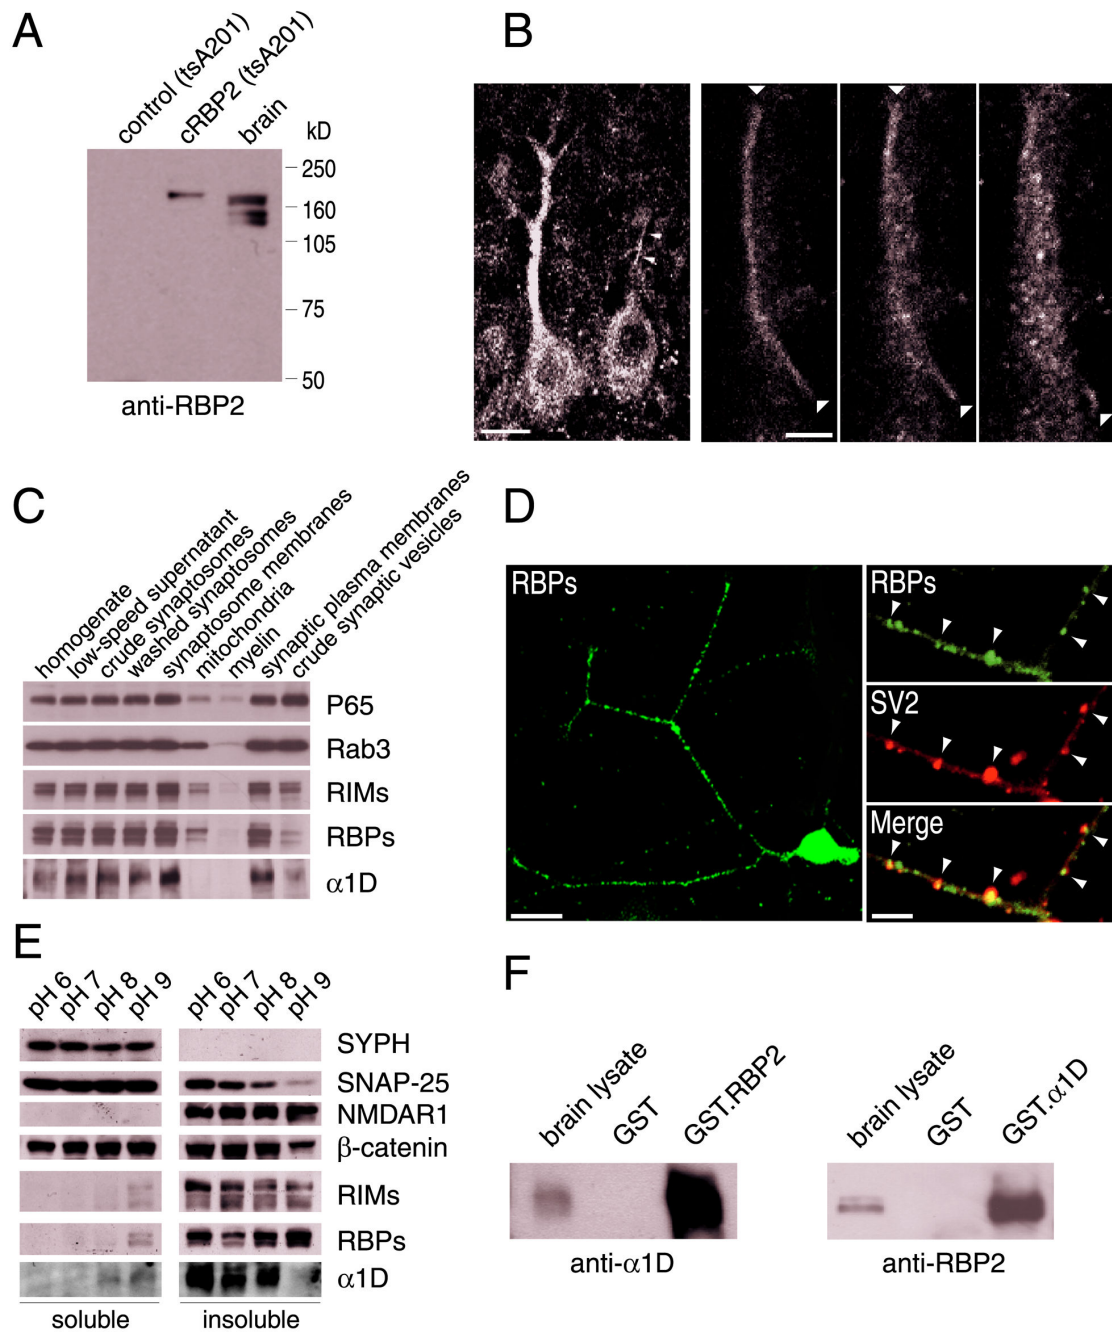 A
control (tsA201)
cRBP2 (tsA201)
brain
kD
250
160
105
75
50
anti-RBP2
B
C
homogenate
low-speed supernatant
crude synaptosomes
washed synaptosomes
synaptosome membranes
mitochondria
myelin
synaptic plasma membranes
crude synaptic vesicles
P65
Rab3
RIMs
RBPs
α1D
D
RBPs
RBPs
SV2
Merge
E
pH 6
pH 7
pH 8
pH 9
pH 6
pH 7
pH 8
pH 9
SYPH
SNAP-25
NMDAR1
β-catenin
RIMs
RBPs
α1D
soluble
insoluble
F
brain lysate
GST
GST.RBP2
anti-α1D
brain lysate
GST
GST.α1D
anti-RBP2